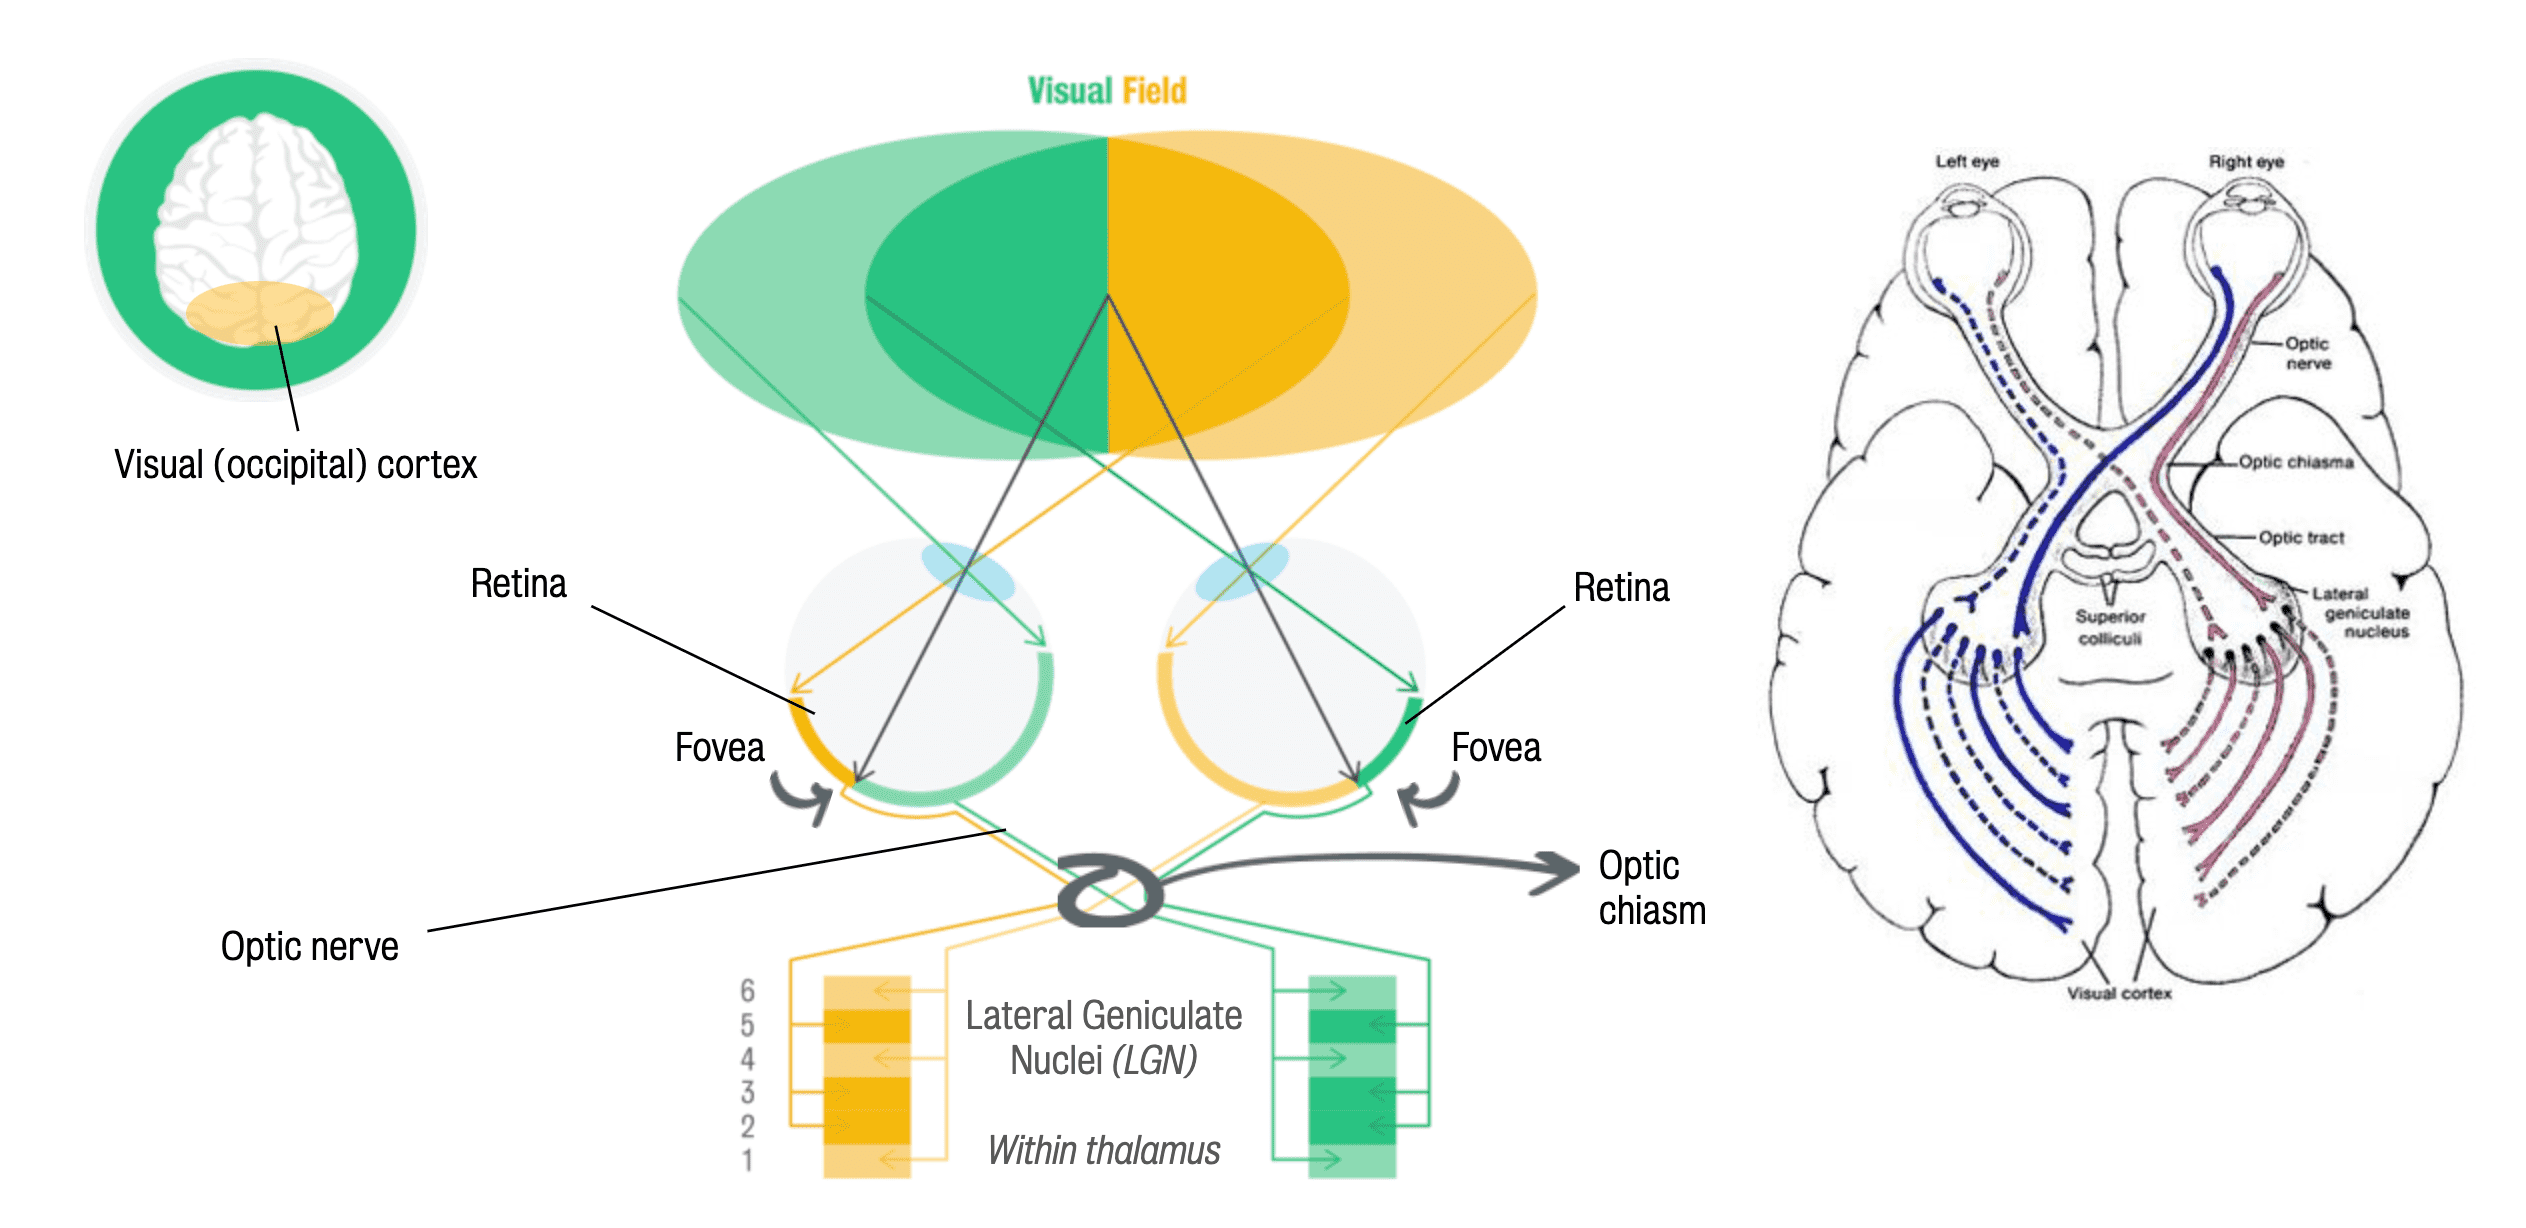 Visual Field
Visual (occipital) cortex
Retina
Retina
Fovea
Fovea
Optic nerve
Optic
chiasm
6
5
4
3
2
1
Lateral Geniculate
Nuclei (LGN)
Within thalamus
Left eye
Right eye
Optic
nerve
Optic chiasma
Optic tract
Lateral
geniculate
nucleus
Superior
colliculi
Visual cortex